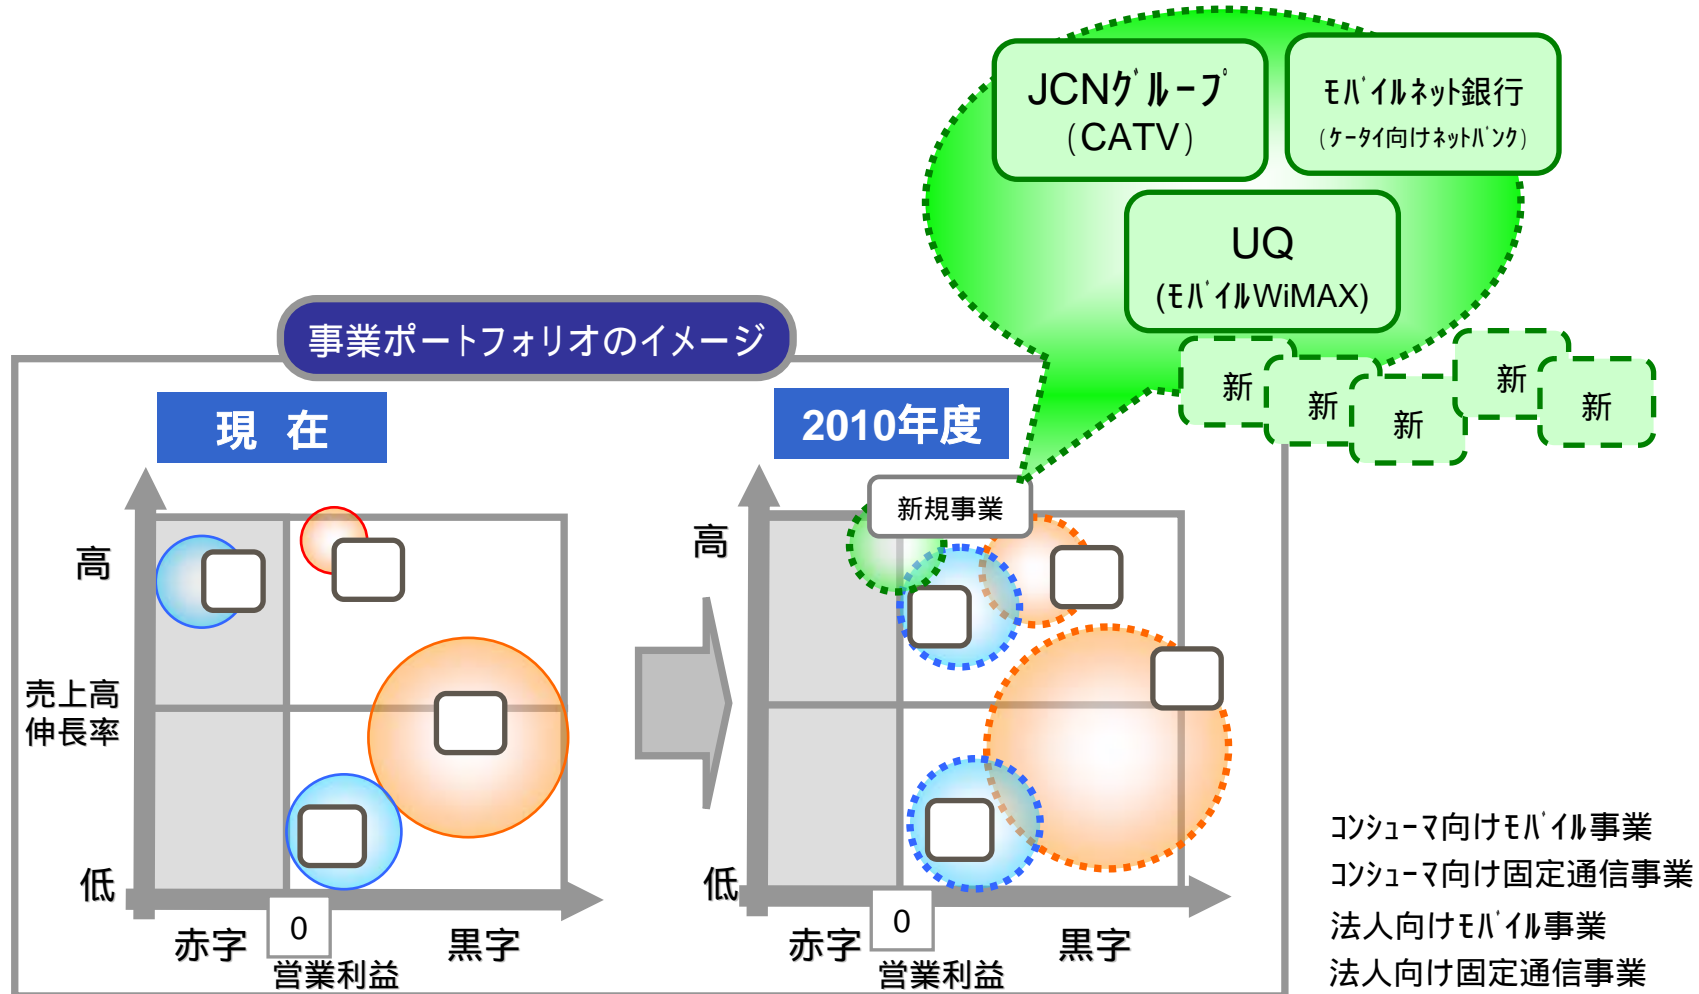 JCNグループ
(CATV)
モバイルネット銀行
(ケータイ向けネットバンク)
UQ
(モバイルWiMAX)
新
新
新
新
新
事業ポートフォリオのイメージ
現 在
2010年度
新規事業
高
売上高
伸長率
低
赤字
0
黒字
営業利益
高
低
赤字
0
黒字
営業利益
コンシューマ向けモバイル事業
コンシューマ向け固定通信事業
法人向けモバイル事業
法人向け固定通信事業